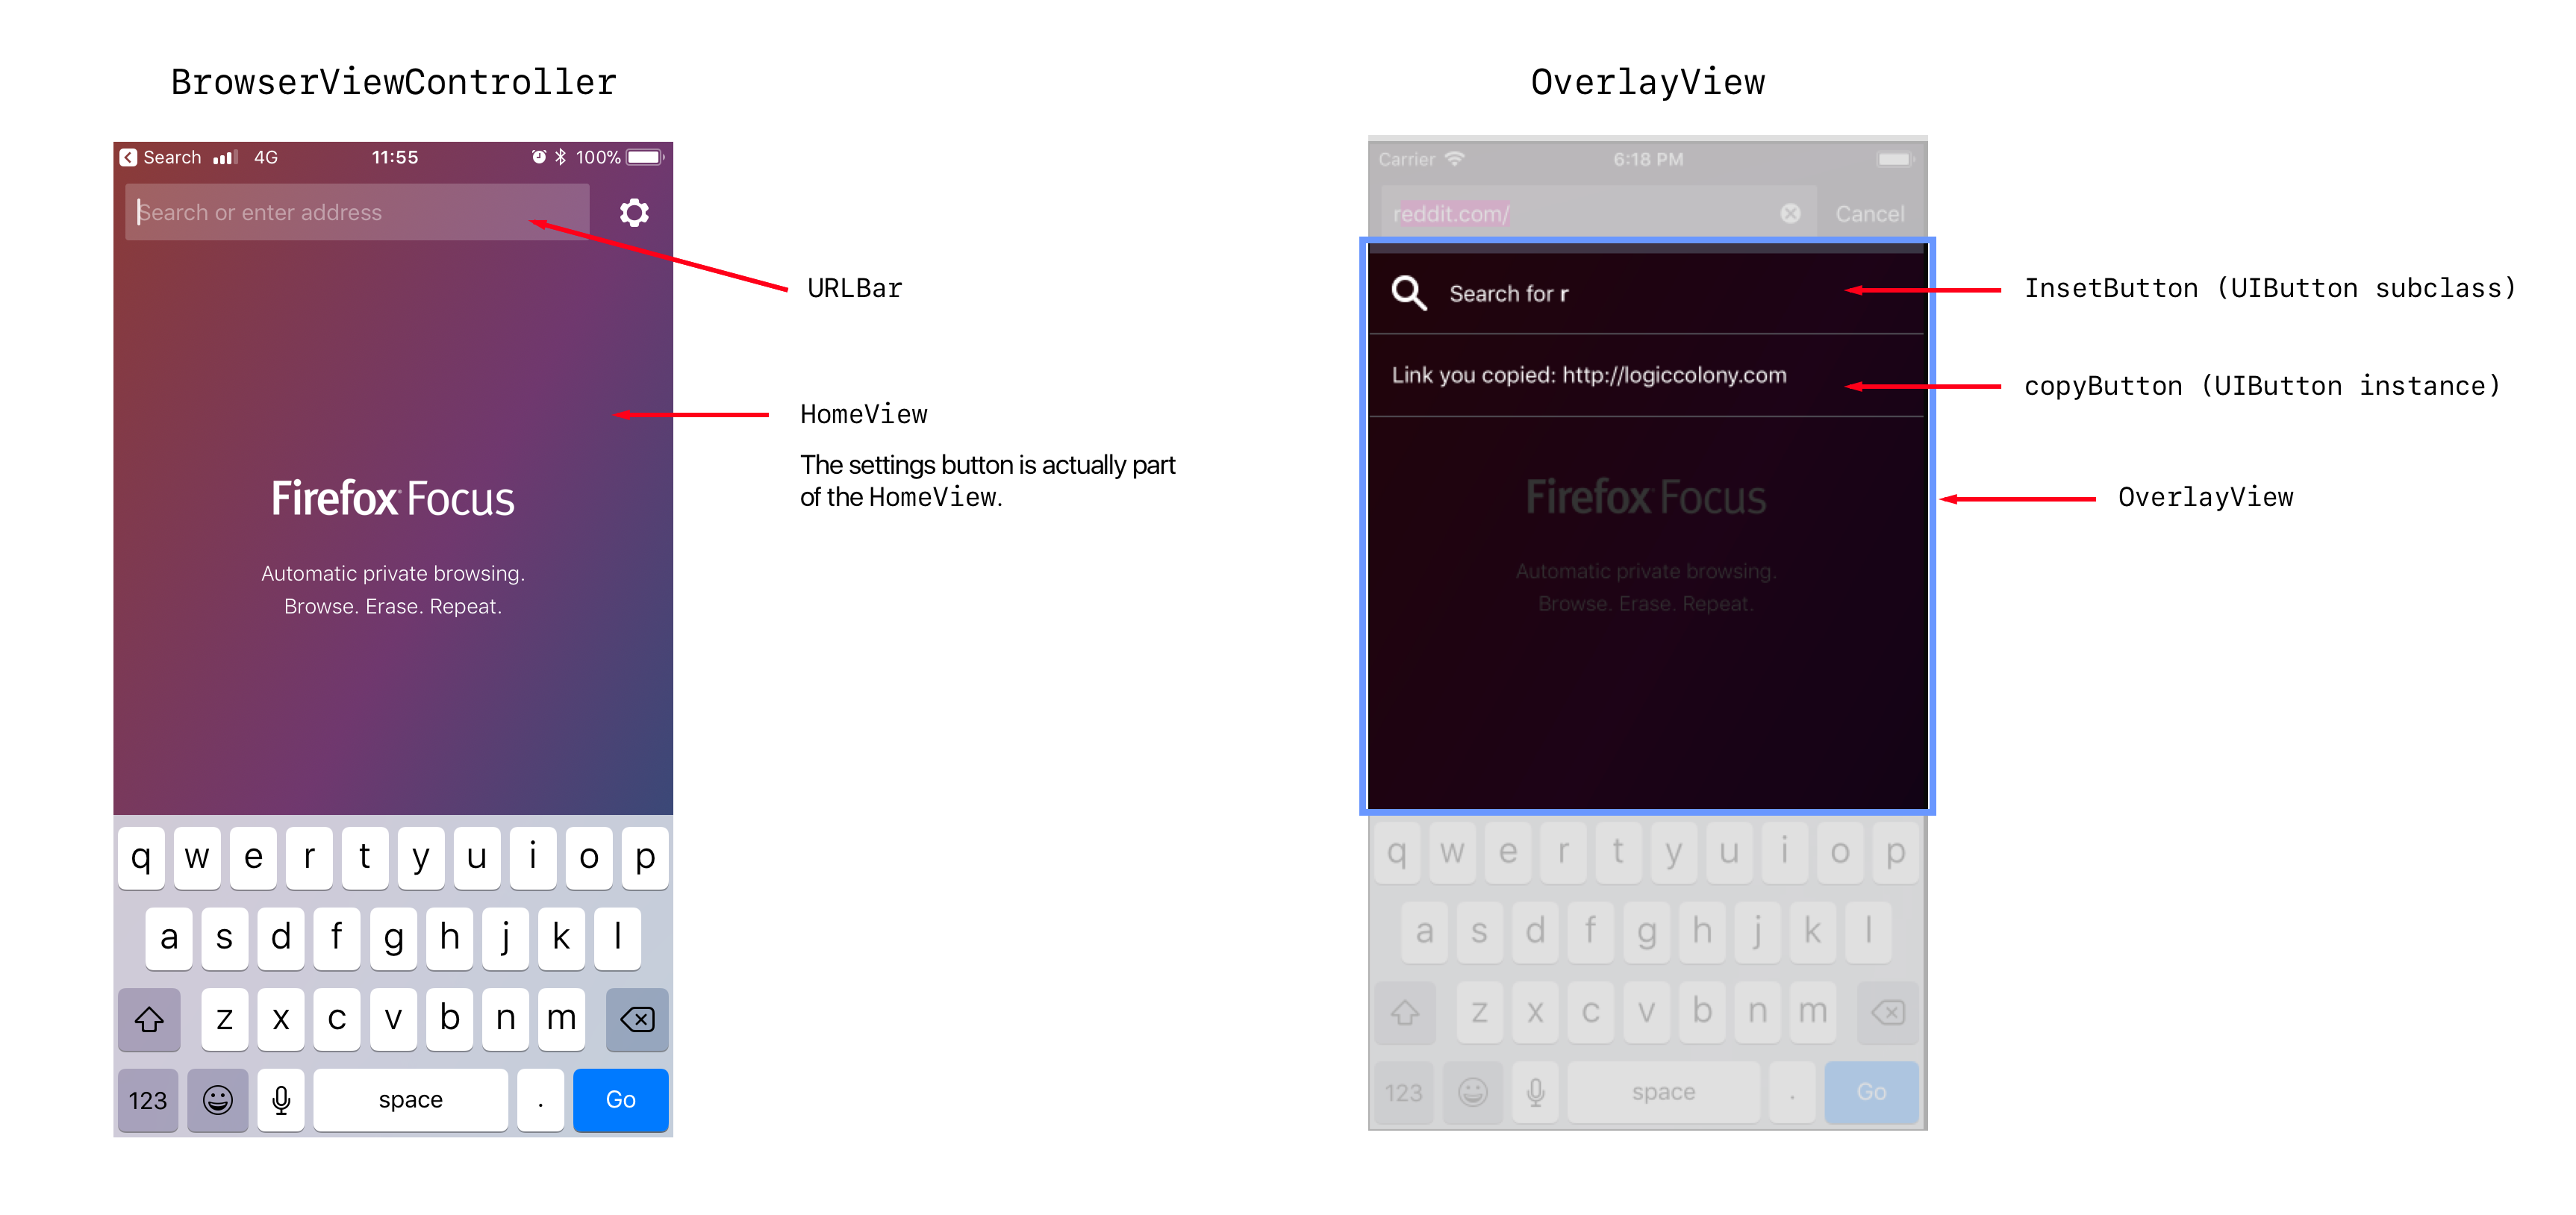 BrowserViewController
Search 4G 11:55 100%
Search or enter address
URLBar
HomeView
The settings button is actually part
of the HomeView.
Firefox Focus
Automatic private browsing.
Browse. Erase. Repeat.
q w e r t y u i o p
a s d f g h j k l
z x c v b n m
123 space . Go
OverlayView
Carrier 6:18 PM
reddit.com/ Cancel
Search for r
InsetButton (UIButton subclass)
Link you copied: http://logiccolony.com
copyButton (UIButton instance)
Firefox Focus
OverlayView
Automatic private browsing.
Browse. Erase. Repeat.
q w e r t y u i o p
a s d f g h j k l
z x c v b n m
123 space . Go